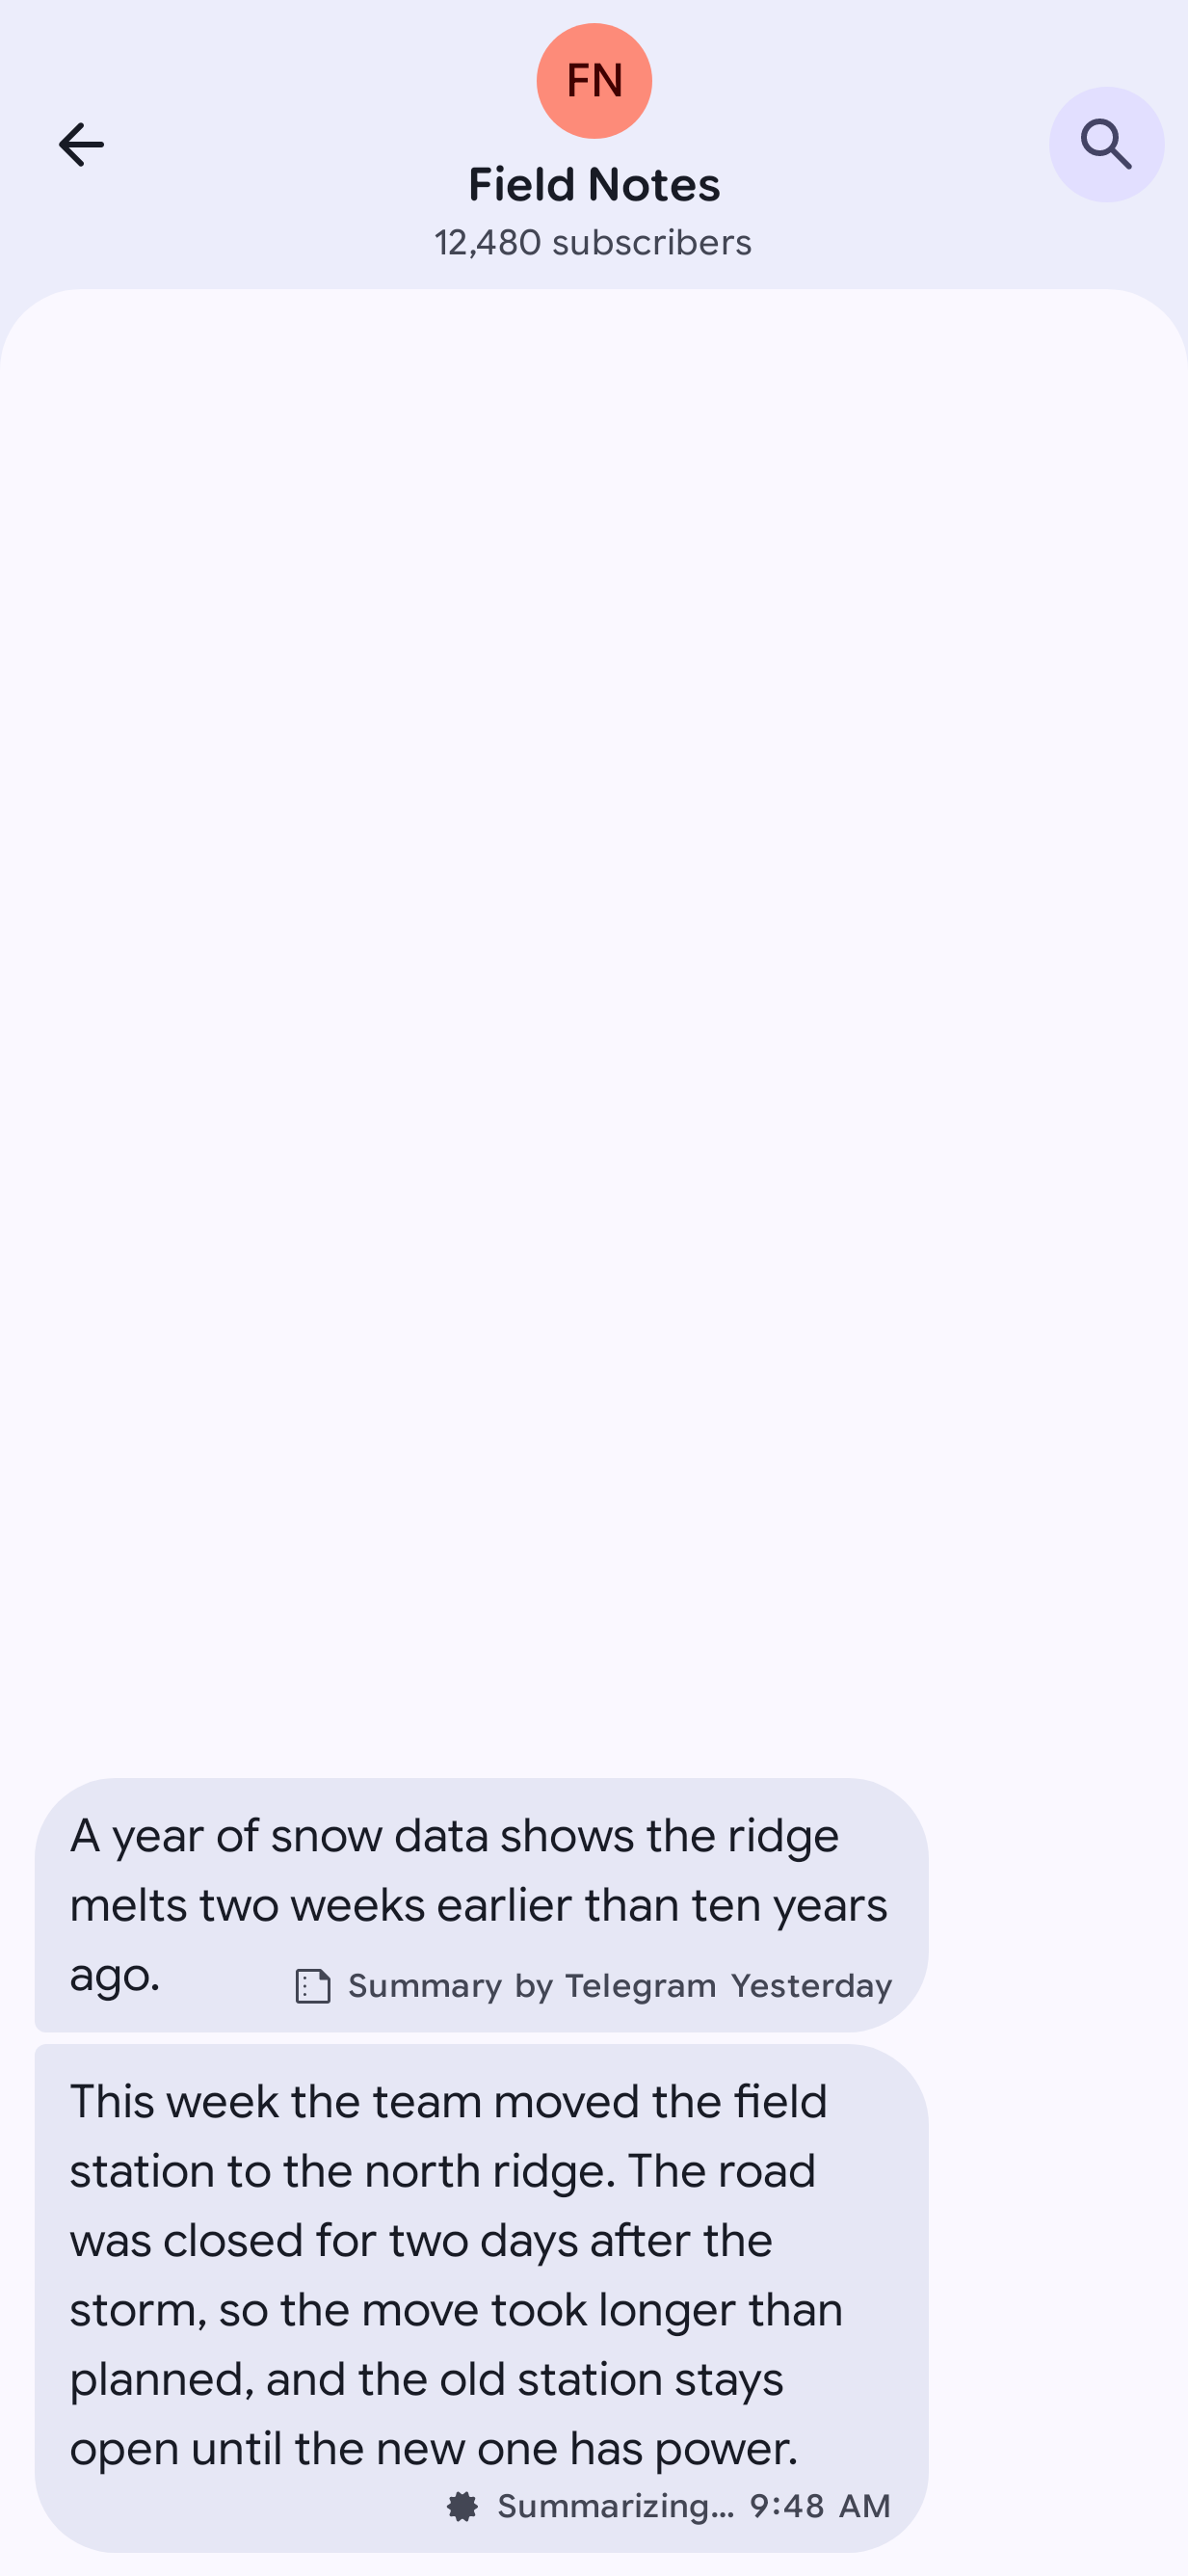 FN
Field Notes
12,480 subscribers
A year of snow data shows the ridge
melts two weeks earlier than ten years
ago.
Summary by Telegram Yesterday
This week the team moved the field
station to the north ridge. The road
was closed for two days after the
storm, so the move took longer than
planned, and the old station stays
open until the new one has power.
Summarizing... 9:48 AM